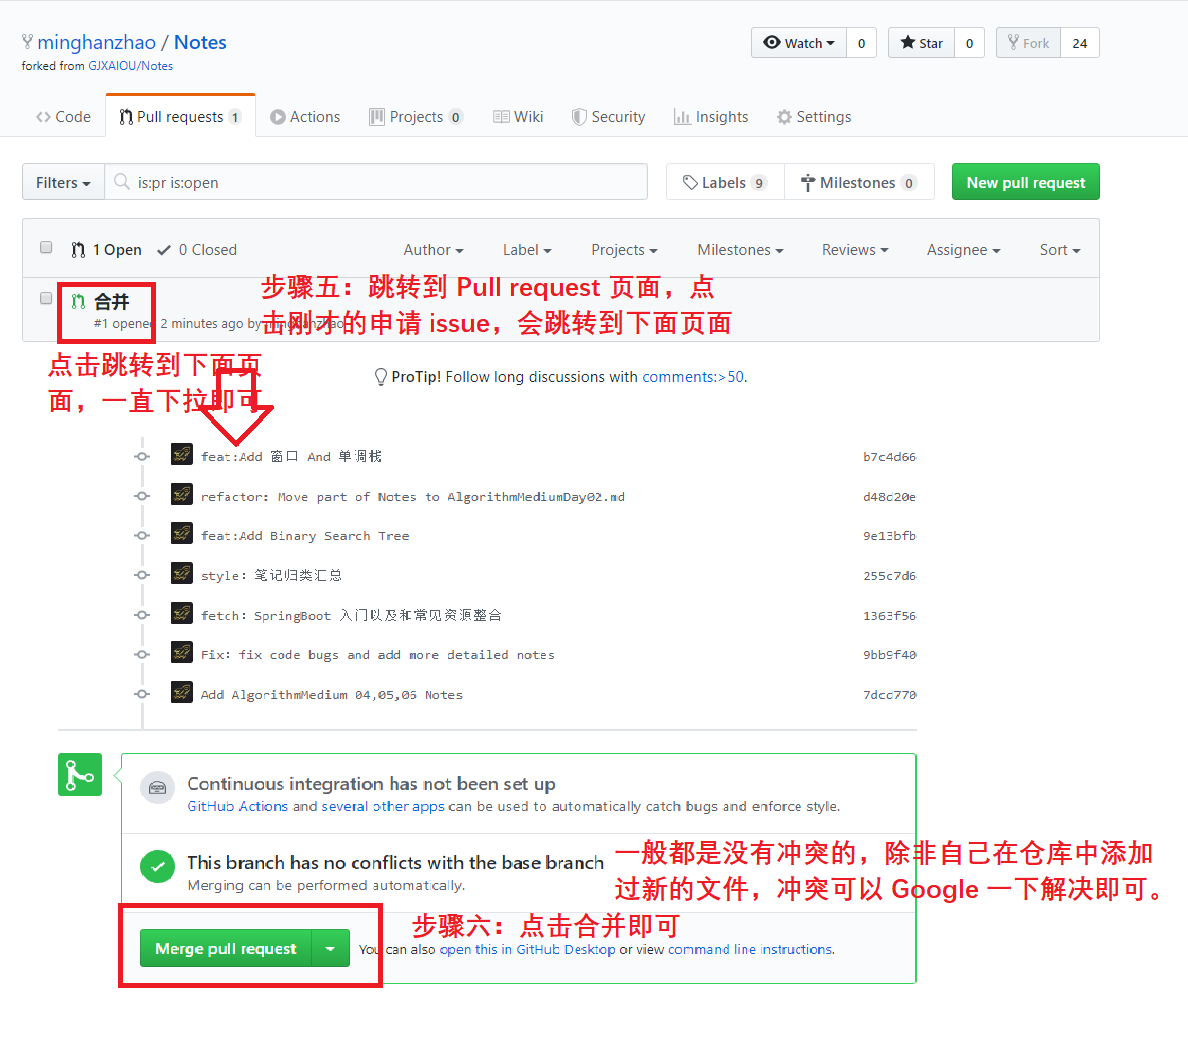 minghanzhao / Notes
Watch 0 Star 0 Fork 24
forked from GJXAIOU/Notes
Code Pull requests 1 Actions Projects 0 Wiki Security Insights Settings
Filters is:pr is:open Labels 9 Milestones 0 New pull request
1 Open 0 Closed Author Label Projects Milestones Reviews Assignee Sort
合并
#1 opened 2 minutes ago by minghanzhao
步骤五：跳转到 Pull request 页面，点
击刚才的申请 issue，会跳转到下面页面
点击跳转到下面页
面，一直下拉即可
ProTip! Follow long discussions with comments:>50.
feat:Add 窗口 And 单调栈 b7c4d66
refactor: Move part of Notes to AlgorithmMediumDay02.md d48d20e
feat:Add Binary Search Tree 9e13bfb
style: 笔记归类汇总 255c7d6
fetch: SpringBoot 入门以及和常见资源整合 1363f56
Fix: fix code bugs and add more detailed notes 9bb9f40
Add AlgorithmMedium 04,05,06 Notes 7dcd770
Continuous integration has not been set up
GitHub Actions and several other apps can be used to automatically catch bugs and enforce style.
This branch has no conflicts with the base branch
Merging can be performed automatically.
一般都是没有冲突的，除非自己在仓库中添加
过新的文件，冲突可以 Google 一下解决即可。
步骤六：点击合并即可
Merge pull request You can also open this in GitHub Desktop or view command line instructions.